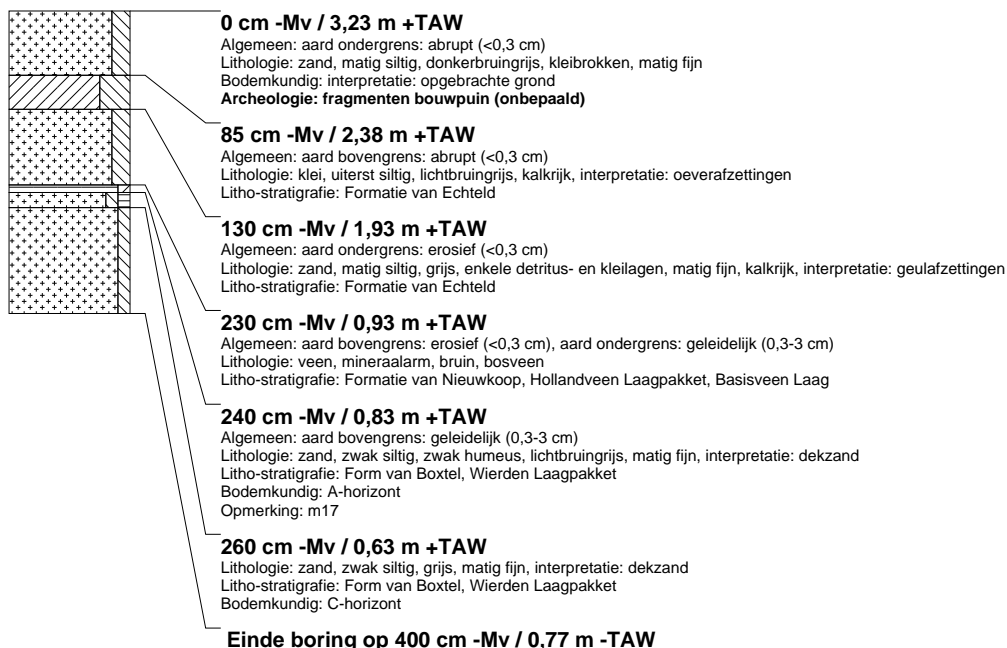 0 cm -Mv / 3,23 m +TAW
Algemeen: aard ondergrens: abrupt (<0,3 cm)
Lithologie: zand, matig siltig, donkerbruingrijs, kleibrokken, matig fijn
Bodemkundig: interpretatie: opgebrachte grond
Archeologie: fragmenten bouwpuin (onbepaald)
85 cm -Mv / 2,38 m +TAW
Algemeen: aard bovengrens: abrupt (<0,3 cm)
Lithologie: klei, uiterst siltig, lichtbruingrijs, kalkrijk, interpretatie: oeverafzettingen
Litho-stratigrafie: Formatie van Echteld
130 cm -Mv / 1,93 m +TAW
Algemeen: aard ondergrens: erosief (<0,3 cm)
Lithologie: zand, matig siltig, grijs, enkele detritus- en kleilagen, matig fijn, kalkrijk, interpretatie: geulafzettingen
Litho-stratigrafie: Formatie van Echteld
230 cm -Mv / 0,93 m +TAW
Algemeen: aard bovengrens: erosief (<0,3 cm), aard ondergrens: geleidelijk (0,3-3 cm)
Lithologie: veen, mineraalarm, bruin, bosveen
Litho-stratigrafie: Formatie van Nieuwkoop, Hollandveen Laagpakket, Basisveen Laag
240 cm -Mv / 0,83 m +TAW
Algemeen: aard bovengrens: geleidelijk (0,3-3 cm)
Lithologie: zand, zwak siltig, zwak humeus, lichtbruingrijs, matig fijn, interpretatie: dekzand
Litho-stratigrafie: Form van Boxtel, Wierden Laagpakket
Bodemkundig: A-horizont
Opmerking: m17
260 cm -Mv / 0,63 m +TAW
Lithologie: zand, zwak siltig, grijs, matig fijn, interpretatie: dekzand
Litho-stratigrafie: Form van Boxtel, Wierden Laagpakket
Bodemkundig: C-horizont
Einde boring op 400 cm -Mv / 0,77 m -TAW